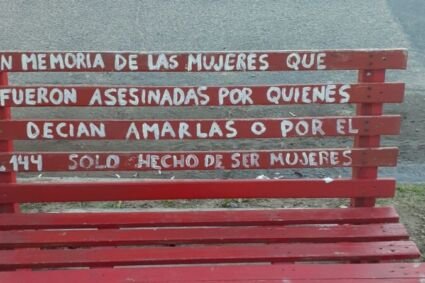 N MEMORIA DE LAS MUJERES QUE
FUERON ASESINADAS POR QUIENES
DECIAN AMARLAS O POR EL
.144 SOLO HECHO DE SER MUJERES